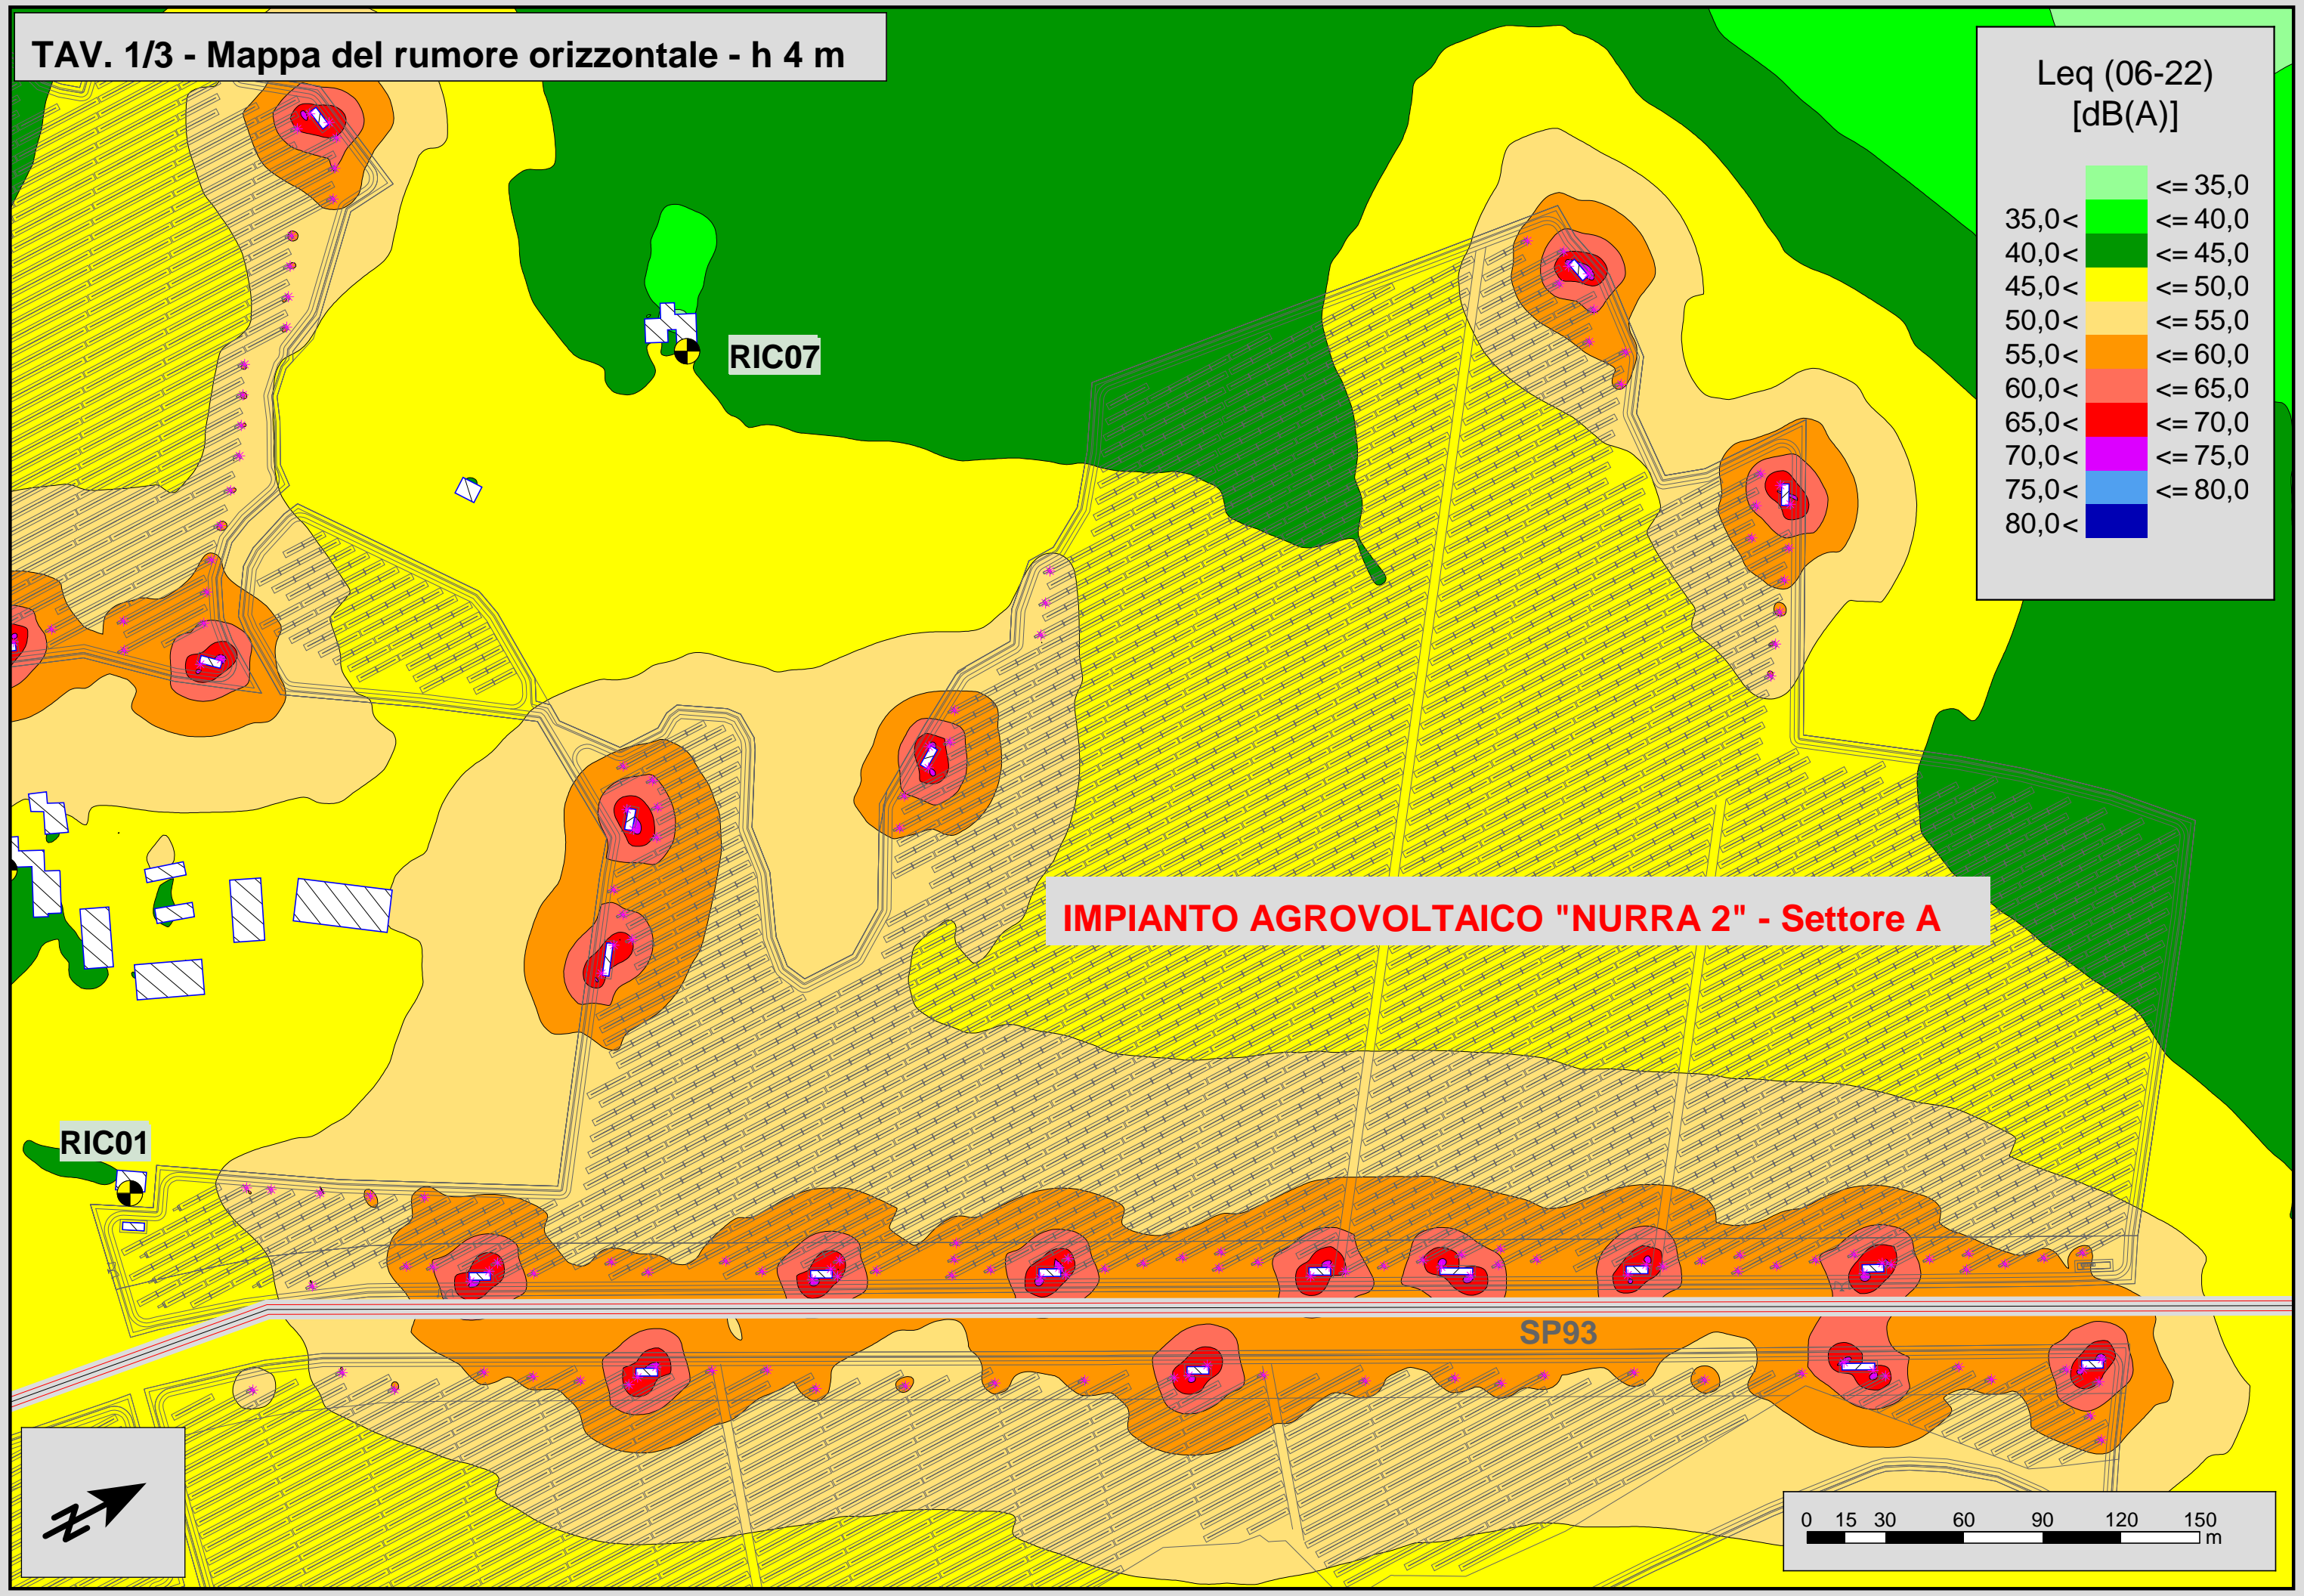 TAV. 1/3 - Mappa del rumore orizzontale - h 4 m
Leq (06-22)
[dB(A)]
<= 35,0
35,0 < <= 40,0
40,0 < <= 45,0
45,0 < <= 50,0
50,0 < <= 55,0
55,0 < <= 60,0
60,0 < <= 65,0
65,0 < <= 70,0
70,0 < <= 75,0
75,0 < <= 80,0
80,0 <
RIC07
IMPIANTO AGROVOLTAICO "NURRA 2" - Settore A
RIC01
SP93
0 15 30 60 90 120 150
m